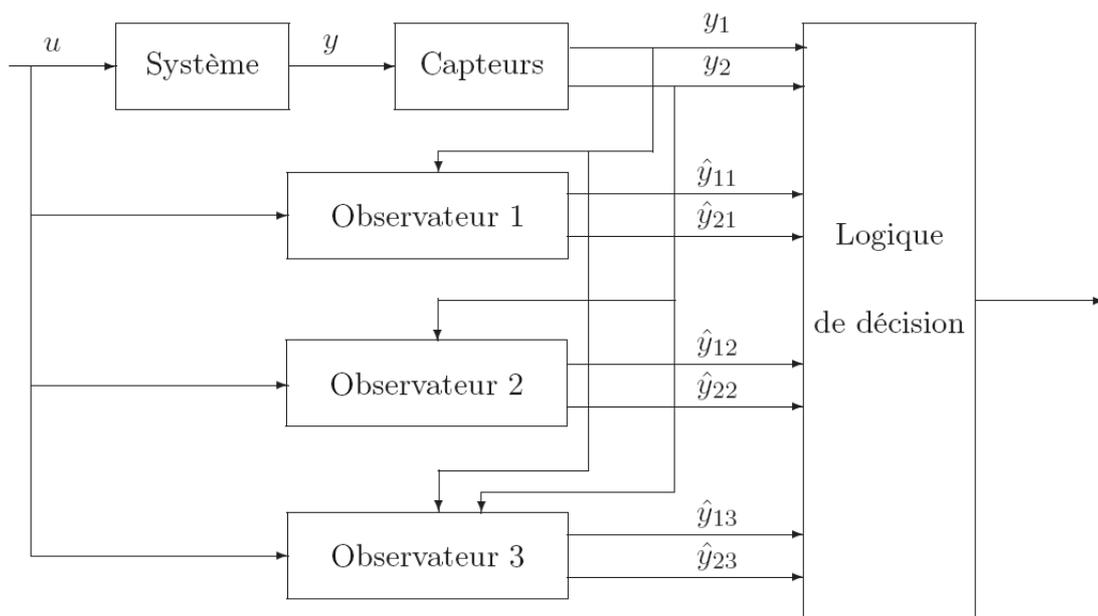 u
Système
y
Capteurs
y₁
y₂
Observateur 1
ŷ₁₁
ŷ₂₁
Logique
de décision
Observateur 2
ŷ₁₂
ŷ₂₂
Observateur 3
ŷ₁₃
ŷ₂₃